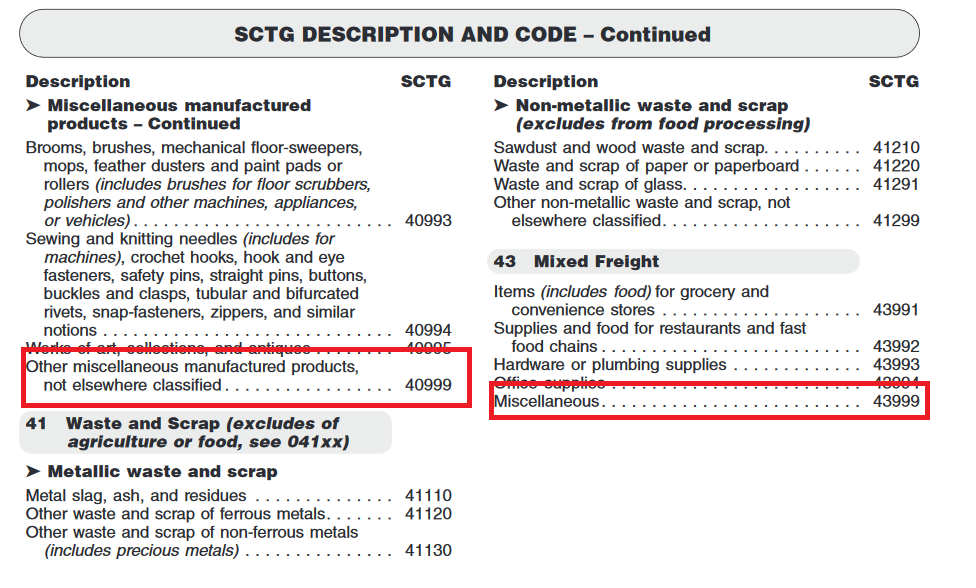 SCTG DESCRIPTION AND CODE – Continued
Description SCTG
➤ Miscellaneous manufactured
products – Continued
Brooms, brushes, mechanical floor-sweepers,
mops, feather dusters and paint pads or
rollers (includes brushes for floor scrubbers,
polishers and other machines, appliances,
or vehicles) . . . . . . . . . . . . . . . . . . . . . . . . . . 40993
Sewing and knitting needles (includes for
machines), crochet hooks, hook and eye
fasteners, safety pins, straight pins, buttons,
buckles and clasps, tubular and bifurcated
rivets, snap-fasteners, zippers, and similar
notions . . . . . . . . . . . . . . . . . . . . . . . . . . . . . 40994
Works of art, collections, and antiques . . . . . . . . 40995
Other miscellaneous manufactured products,
not elsewhere classified . . . . . . . . . . . . . . . . . 40999
41 Waste and Scrap (excludes of
agriculture or food, see 041xx)
➤ Metallic waste and scrap
Metal slag, ash, and residues . . . . . . . . . . . . . . 41110
Other waste and scrap of ferrous metals. . . . . . . 41120
Other waste and scrap of non-ferrous metals
(includes precious metals) . . . . . . . . . . . . . . . 41130
Description SCTG
➤ Non-metallic waste and scrap
(excludes from food processing)
Sawdust and wood waste and scrap. . . . . . . . . . 41210
Waste and scrap of paper or paperboard . . . . . . 41220
Waste and scrap of glass. . . . . . . . . . . . . . . . . . 41291
Other non-metallic waste and scrap, not
elsewhere classified. . . . . . . . . . . . . . . . . . . . 41299
43 Mixed Freight
Items (includes food) for grocery and
convenience stores . . . . . . . . . . . . . . . . . . . . 43991
Supplies and food for restaurants and fast
food chains . . . . . . . . . . . . . . . . . . . . . . . . . . 43992
Hardware or plumbing supplies . . . . . . . . . . . . . 43993
Office supplies . . . . . . . . . . . . . . . . . . . . . . . . . 43994
Miscellaneous. . . . . . . . . . . . . . . . . . . . . . . . . . 43999